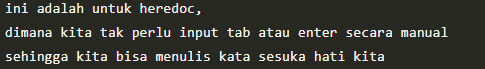 ini adalah untuk heredoc,
dimana kita tak perlu input tab atau enter secara manual
sehingga kita bisa menulis kata sesuka hati kita